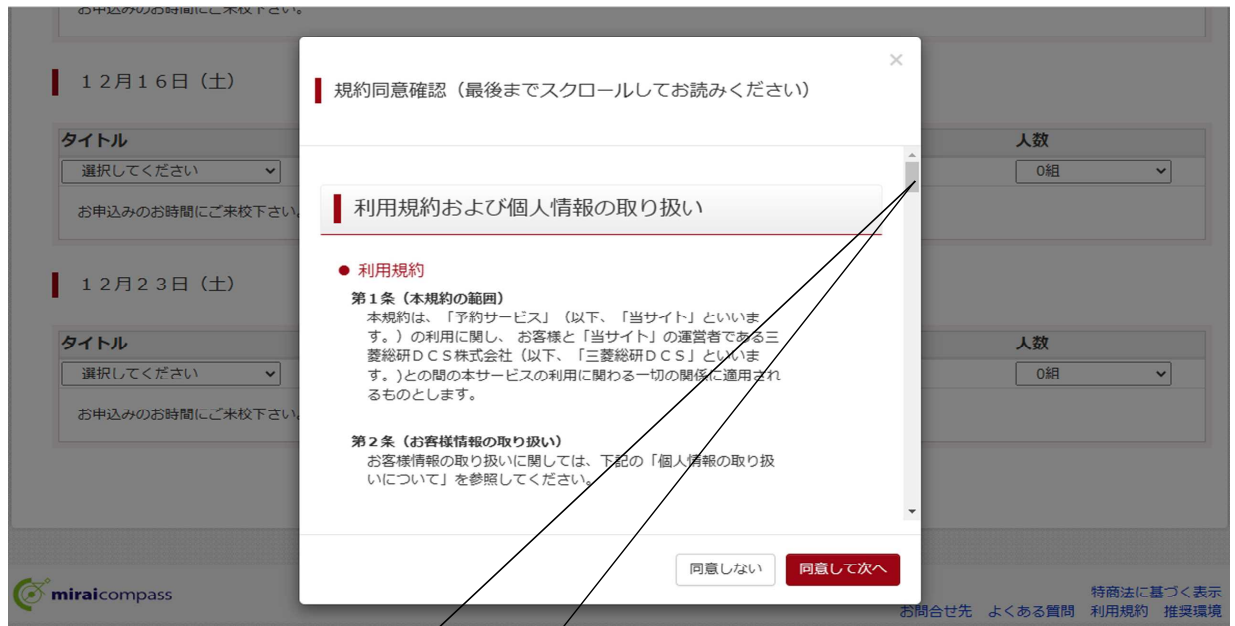 お申込みのお時間にご来校下さい。
12月16日（土）
タイトル
人数
選択してください
0組
お申込みのお時間にご来校下さい。
12月23日（土）
タイトル
人数
選択してください
0組
お申込みのお時間にご来校下さい。
×
規約同意確認（最後までスクロールしてお読みください）
利用規約および個人情報の取り扱い
● 利用規約
第１条（本規約の範囲）
本規約は、「予約サービス」（以下、「当サイト」といいま
す。）の利用に関し、 お客様と「当サイト」の運営者である三
菱総研ＤＣＳ株式会社（以下、「三菱総研ＤＣＳ」といいま
す。)との間の本サービスの利用に関わる一切の関係に適用され
るものとします。
第２条（お客様情報の取り扱い）
お客様情報の取り扱いに関しては、下記の「個人情報の取り扱
いについて」を参照してください。
同意しない
同意して次へ
miraicompass
特商法に基づく表示
お問合せ先 よくある質問 利用規約 推奨環境